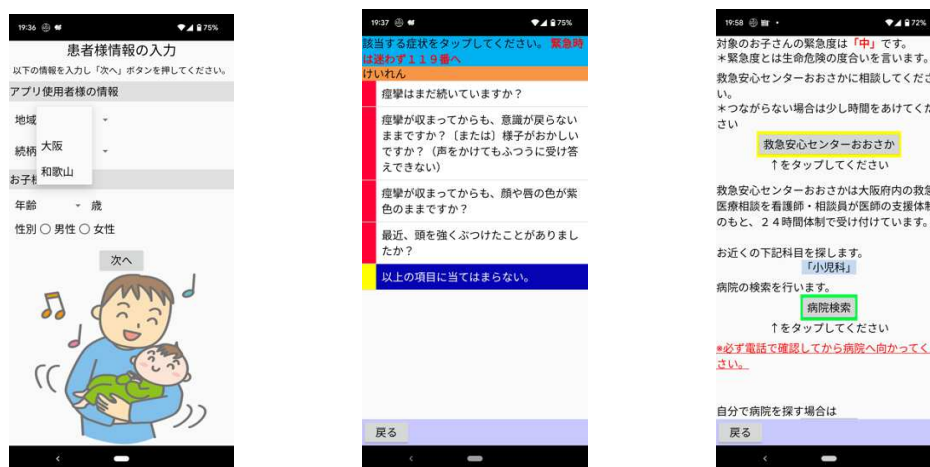 19:36 75%
患者様情報の入力
以下の情報を入力し「次へ」ボタンを押してください。
アプリ使用者様の情報
地域
大阪
続柄
和歌山
お子様
年齢 歳
性別 男性 女性
次へ
19:37 75%
該当する症状をタップしてください。 緊急時
は迷わず119番へ
けいれん
痙攣はまだ続いていますか？
痙攣が収まってからも、意識が戻らない
ままですか？〔または〕様子がおかしい
ですか？（声をかけてもふつうに受け答
えできない）
痙攣が収まってからも、顔や唇の色が紫
色のままですか？
最近、頭を強くぶつけたことがありまし
たか？
以上の項目に当てはまらない。
戻る
19:58 72%
対象のお子さんの緊急度は「中」です。
＊緊急度とは生命危険の度合いを言います。
救急安心センターおおさかに相談してくださ
い。
＊つながらない場合は少し時間をあけてくだ
さい
救急安心センターおおさか
↑をタップしてください
救急安心センターおおさかは大阪府内の救急
医療相談を看護師・相談員が医師の支援体制
のもと、２４時間体制で受け付けています。
お近くの下記科目を探します。
「小児科」
病院の検索を行います。
病院検索
↑をタップしてください
※必ず電話で確認してから病院へ向かってく
さい。
自分で病院を探す場合は
戻る